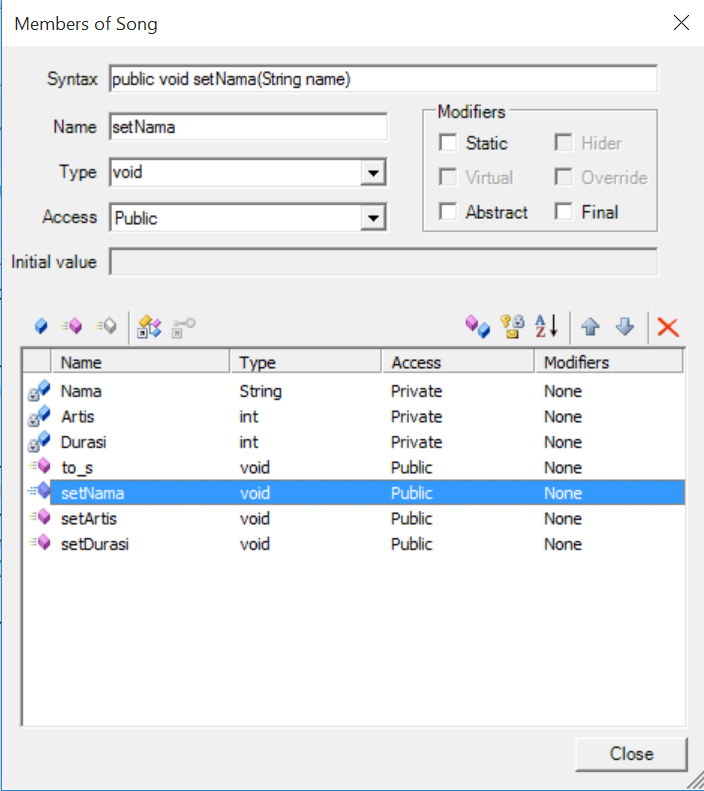 Members of Song
Syntax public void setNama(String name)
Name setNama
Modifiers
Static Hider
Type void
Virtual Override
Access Public
Abstract Final
Initial value
A Z
Name Type Access Modifiers
Nama String Private None
Artis int Private None
Durasi int Private None
to_s void Public None
setNama void Public None
setArtis void Public None
setDurasi void Public None
Close